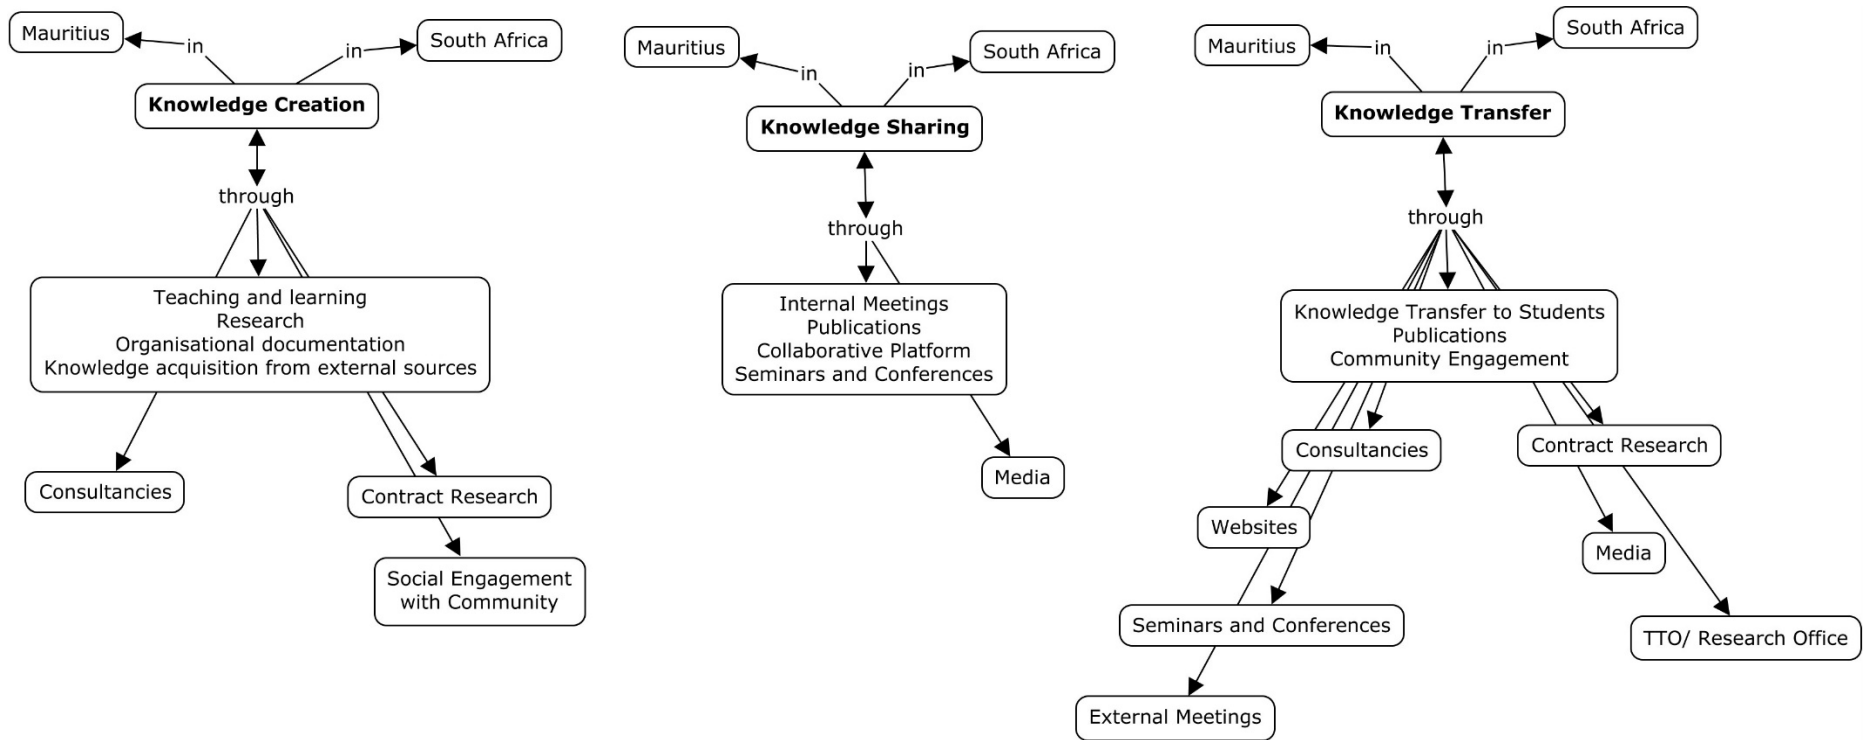 Mauritius
in
in
South Africa
Knowledge Creation
through
Teaching and learning
Research
Organisational documentation
Knowledge acquisition from external sources
Consultancies
Contract Research
Social Engagement
with Community
Mauritius
in
in
South Africa
Knowledge Sharing
through
Internal Meetings
Publications
Collaborative Platform
Seminars and Conferences
Media
Mauritius
in
in
South Africa
Knowledge Transfer
through
Knowledge Transfer to Students
Publications
Community Engagement
Consultancies
Contract Research
Websites
Media
Seminars and Conferences
TTO/ Research Office
External Meetings